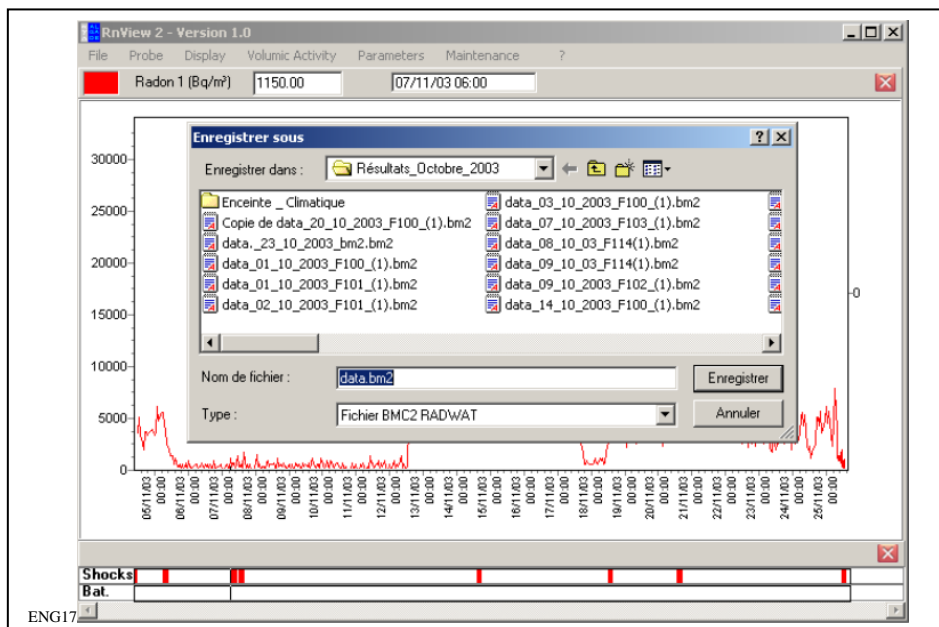 RnView 2 - Version 1.0
File Probe Display Volumic Activity Parameters Maintenance ?
Radon 1 (Bq/m³) 1150.00 07/11/03 06:00
Enregistrer sous
Enregistrer dans : Résultats_Octobre_2003
Enceinte _ Climatique
Copie de data_20_10_2003_F100_(1).bm2
data._23_10_2003_bm2.bm2
data_01_10_2003_F100_(1).bm2
data_01_10_2003_F101_(1).bm2
data_02_10_2003_F101_(1).bm2
data_03_10_2003_F100_(1).bm2
data_07_10_2003_F103_(1).bm2
data_08_10_03_F114(1).bm2
data_09_10_03_F114(1).bm2
data_09_10_2003_F102_(1).bm2
data_14_10_2003_F100_(1).bm2
Nom de fichier : data.bm2 Enregistrer
Type : Fichier BMC2 RADWAT Annuler
30000
25000
20000
15000
10000
5000
0
0
05/11/03 00:00
06/11/03 00:00
07/11/03 00:00
08/11/03 00:00
09/11/03 00:00
10/11/03 00:00
11/11/03 00:00
12/11/03 00:00
13/11/03 00:00
14/11/03 00:00
15/11/03 00:00
16/11/03 00:00
17/11/03 00:00
18/11/03 00:00
19/11/03 00:00
20/11/03 00:00
21/11/03 00:00
22/11/03 00:00
23/11/03 00:00
24/11/03 00:00
25/11/03 00:00
Shocks
Bat.
ENG17